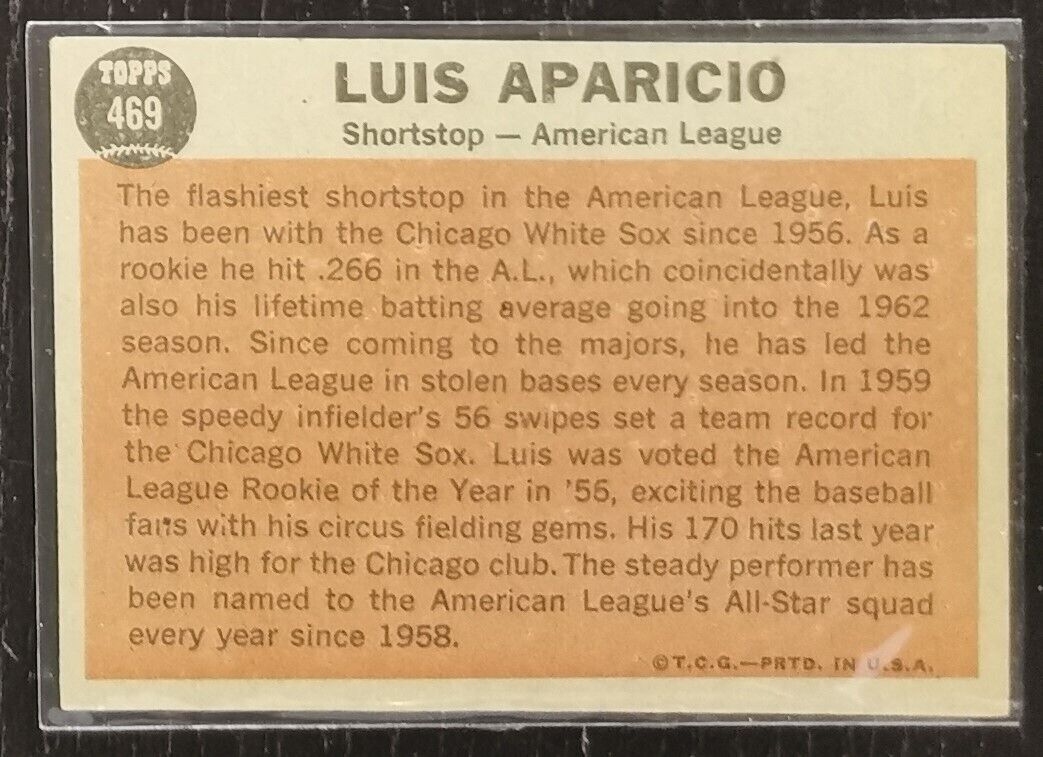 TOPPS
469
LUIS APARICIO
Shortstop — American League
The flashiest shortstop in the American League, Luis
has been with the Chicago White Sox since 1956. As a
rookie he hit .266 in the A.L., which coincidentally was
also his lifetime batting average going into the 1962
season. Since coming to the majors, he has led the
American League in stolen bases every season. In 1959
the speedy infielder's 56 swipes set a team record for
the Chicago White Sox. Luis was voted the American
League Rookie of the Year in '56, exciting the baseball
fans with his circus fielding gems. His 170 hits last year
was high for the Chicago club. The steady performer has
been named to the American League's All-Star squad
every year since 1958.
©T.C.G.—PRTD. IN U.S.A.